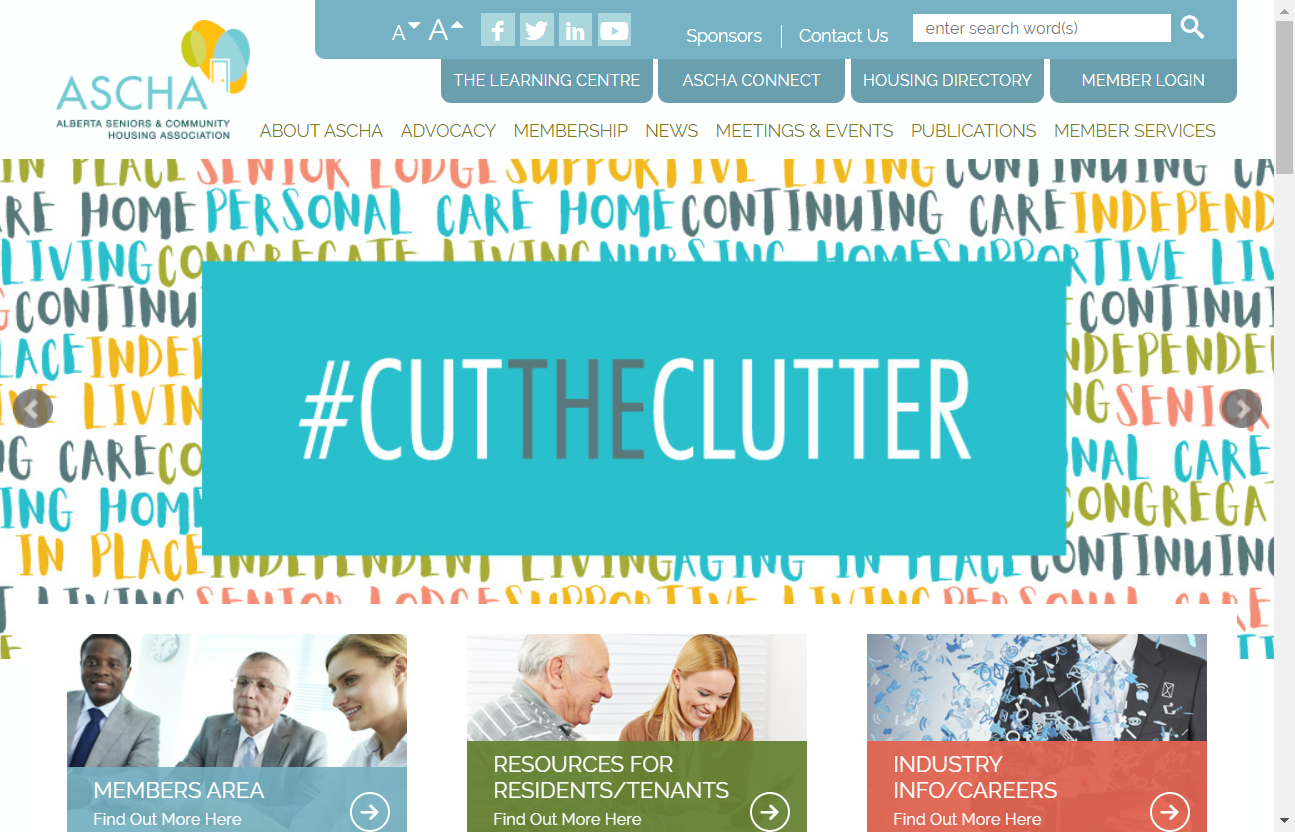 A A Sponsors Contact Us enter search word(s)
THE LEARNING CENTRE ASCHA CONNECT HOUSING DIRECTORY MEMBER LOGIN
ASCHA
ALBERTA SENIORS & COMMUNITY
HOUSING ASSOCIATION
ABOUT ASCHA ADVOCACY MEMBERSHIP NEWS MEETINGS & EVENTS PUBLICATIONS MEMBER SERVICES
IN PLACE SENIOR LODGE SUPPORTIVE LIVING CONTINUING CA
RE HOME PERSONAL CARE HOME CONTINUING CARE INDEPEND
LIVING CONGREGATE LIVING NURSING HOME SUPPORTIVE LIV
CONTINU CONTINU
LACE INDEP NDEPENDE
VE LIVIN NG SENIOR
NG CARE CO NAL CARE
ING HOM CONGREGA
IN PLACE INDEPENDENT LIVING AGING IN PLACE CONTINUING
T LIVING SENIOR LODGE SUPPORTIVE LIVING
#CUTTHECLUTTER
MEMBERS AREA
Find Out More Here
RESOURCES FOR
RESIDENTS/TENANTS
Find Out More Here
INDUSTRY
INFO/CAREERS
Find Out More Here